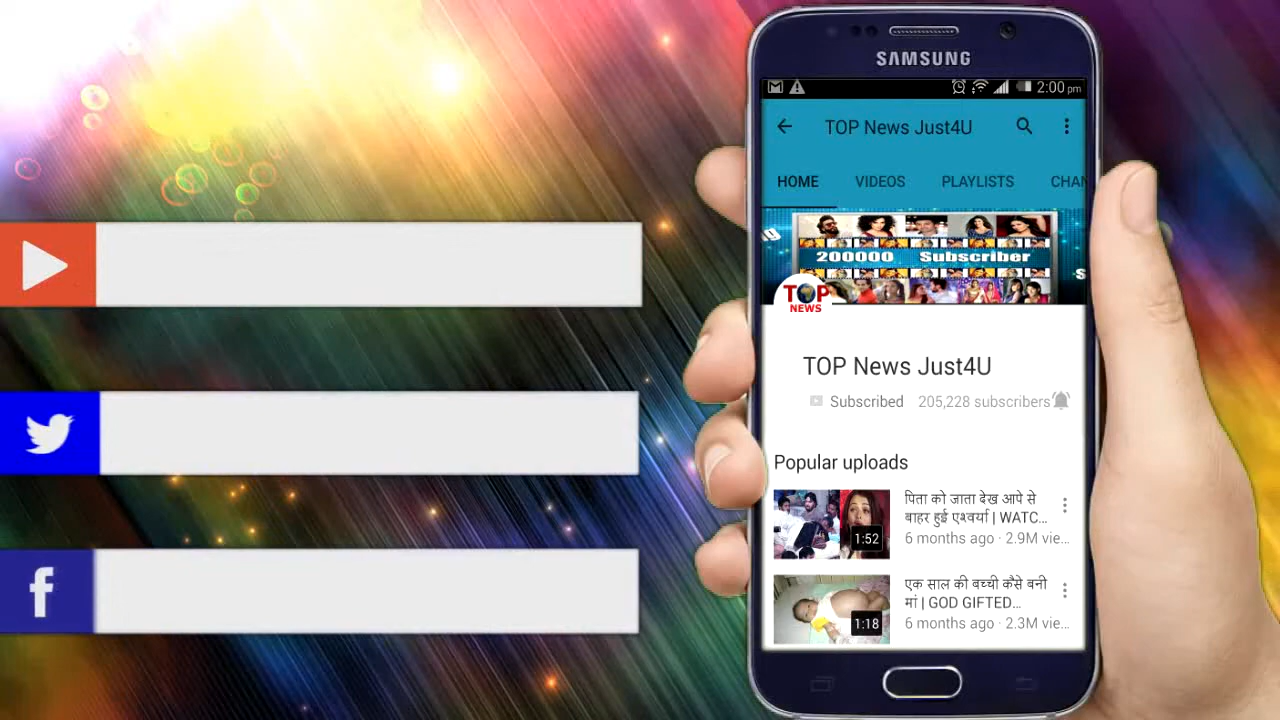 SAMSUNG
2:00 pm
TOP News Just4U
HOME VIDEOS PLAYLISTS CHAN
200000 Subscriber
TOP
NEWS
TOP News Just4U
Subscribed 205,228 subscribers
Popular uploads
पिता को जाता देख आपे से
बाहर हुई एश्वर्या | WATC...
6 months ago · 2.9M vie...
1:52
एक साल की बच्ची कैसे बनी
मां | GOD GIFTED...
6 months ago · 2.3M vie...
1:18